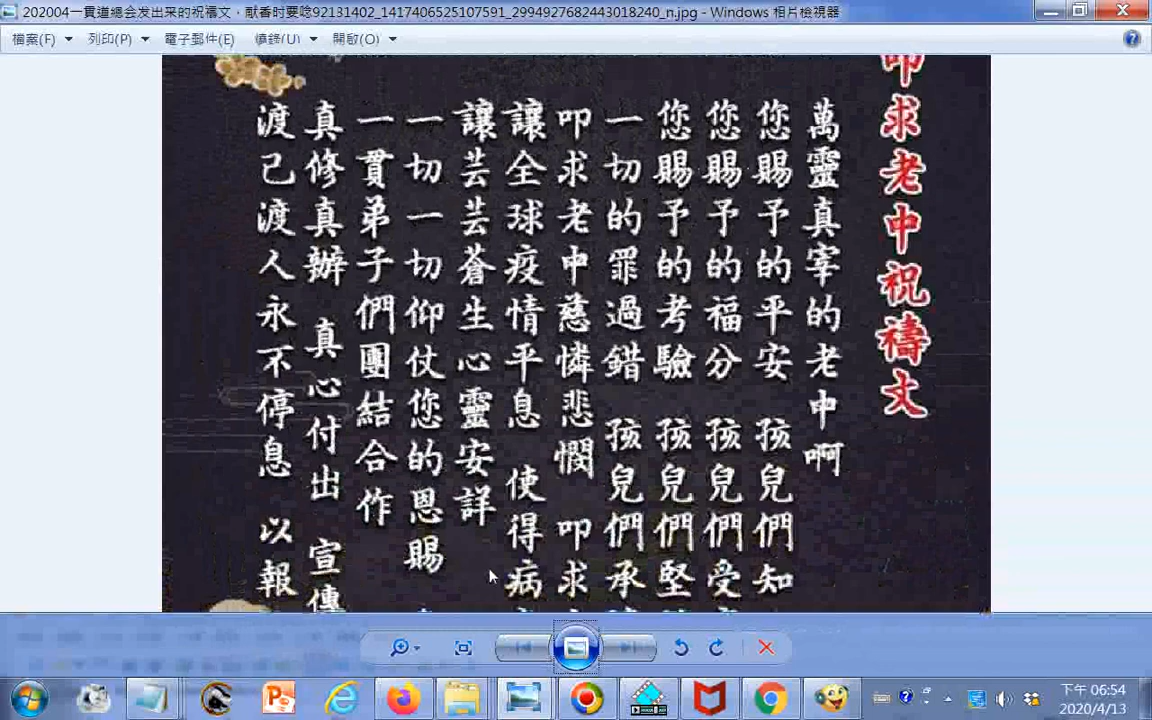 202004一貫道總会发出来的祝禱文，献香时要唸92131402_1417406525107591_2994927682443018240_n.jpg - Windows 相片檢視器
檔案(F) 列印(P) 電子郵件(E) 燒錄(U) 開啟(O)
叩求老中祝禱文
萬靈真宰的老中啊
您賜予的平安 孩兒們知
您賜予的福分 孩兒們受
您賜予的考驗 孩兒們堅
一切的罪過錯 孩兒們承
叩求老中慈憐悲憫 叩求
讓全球疫情平息 使得病
讓芸芸蒼生心靈安詳
一切一切仰仗您的恩賜
一貫弟子們團結合作
真修真辦 真心付出 宣傳
渡己渡人永不停息 以報
下午 06:54
2020/4/13